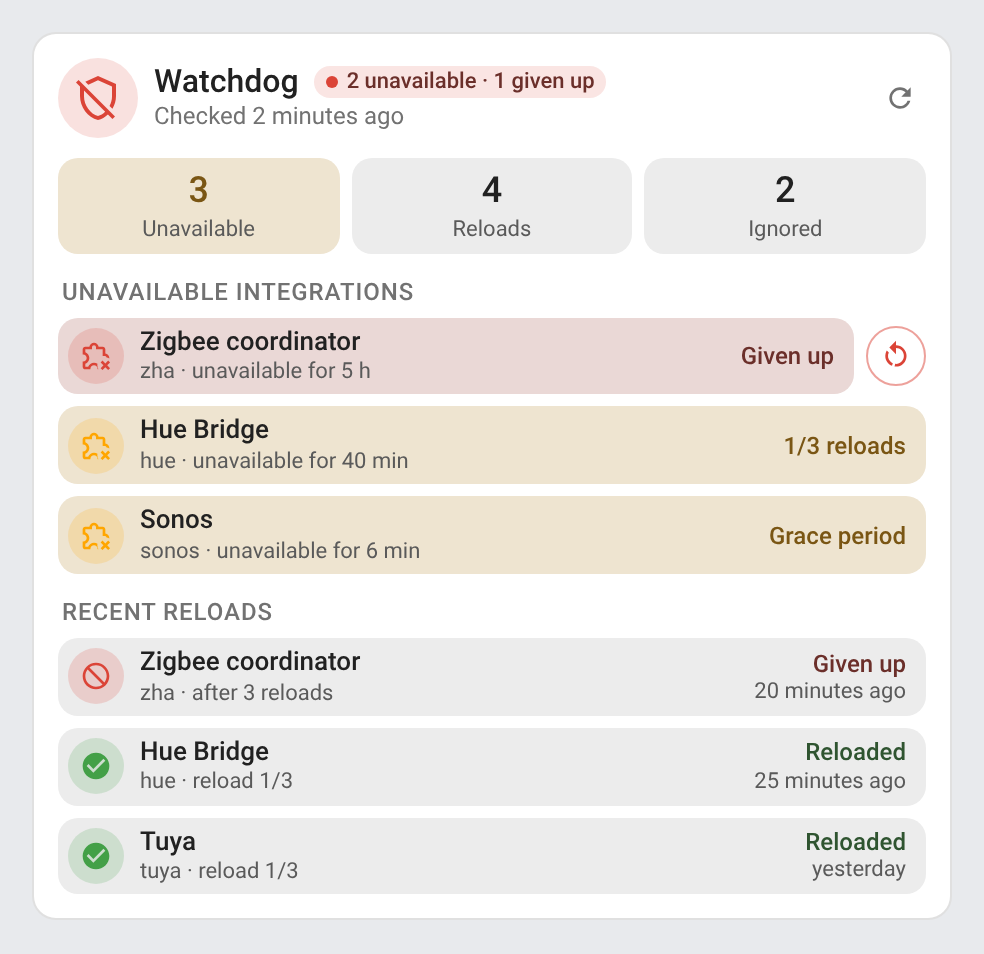 Watchdog
2 unavailable · 1 given up
Checked 2 minutes ago
3
Unavailable
4
Reloads
2
Ignored
UNAVAILABLE INTEGRATIONS
Zigbee coordinator
zha · unavailable for 5 h
Given up
Hue Bridge
hue · unavailable for 40 min
1/3 reloads
Sonos
sonos · unavailable for 6 min
Grace period
RECENT RELOADS
Zigbee coordinator
zha · after 3 reloads
Given up
20 minutes ago
Hue Bridge
hue · reload 1/3
Reloaded
25 minutes ago
Tuya
tuya · reload 1/3
Reloaded
yesterday